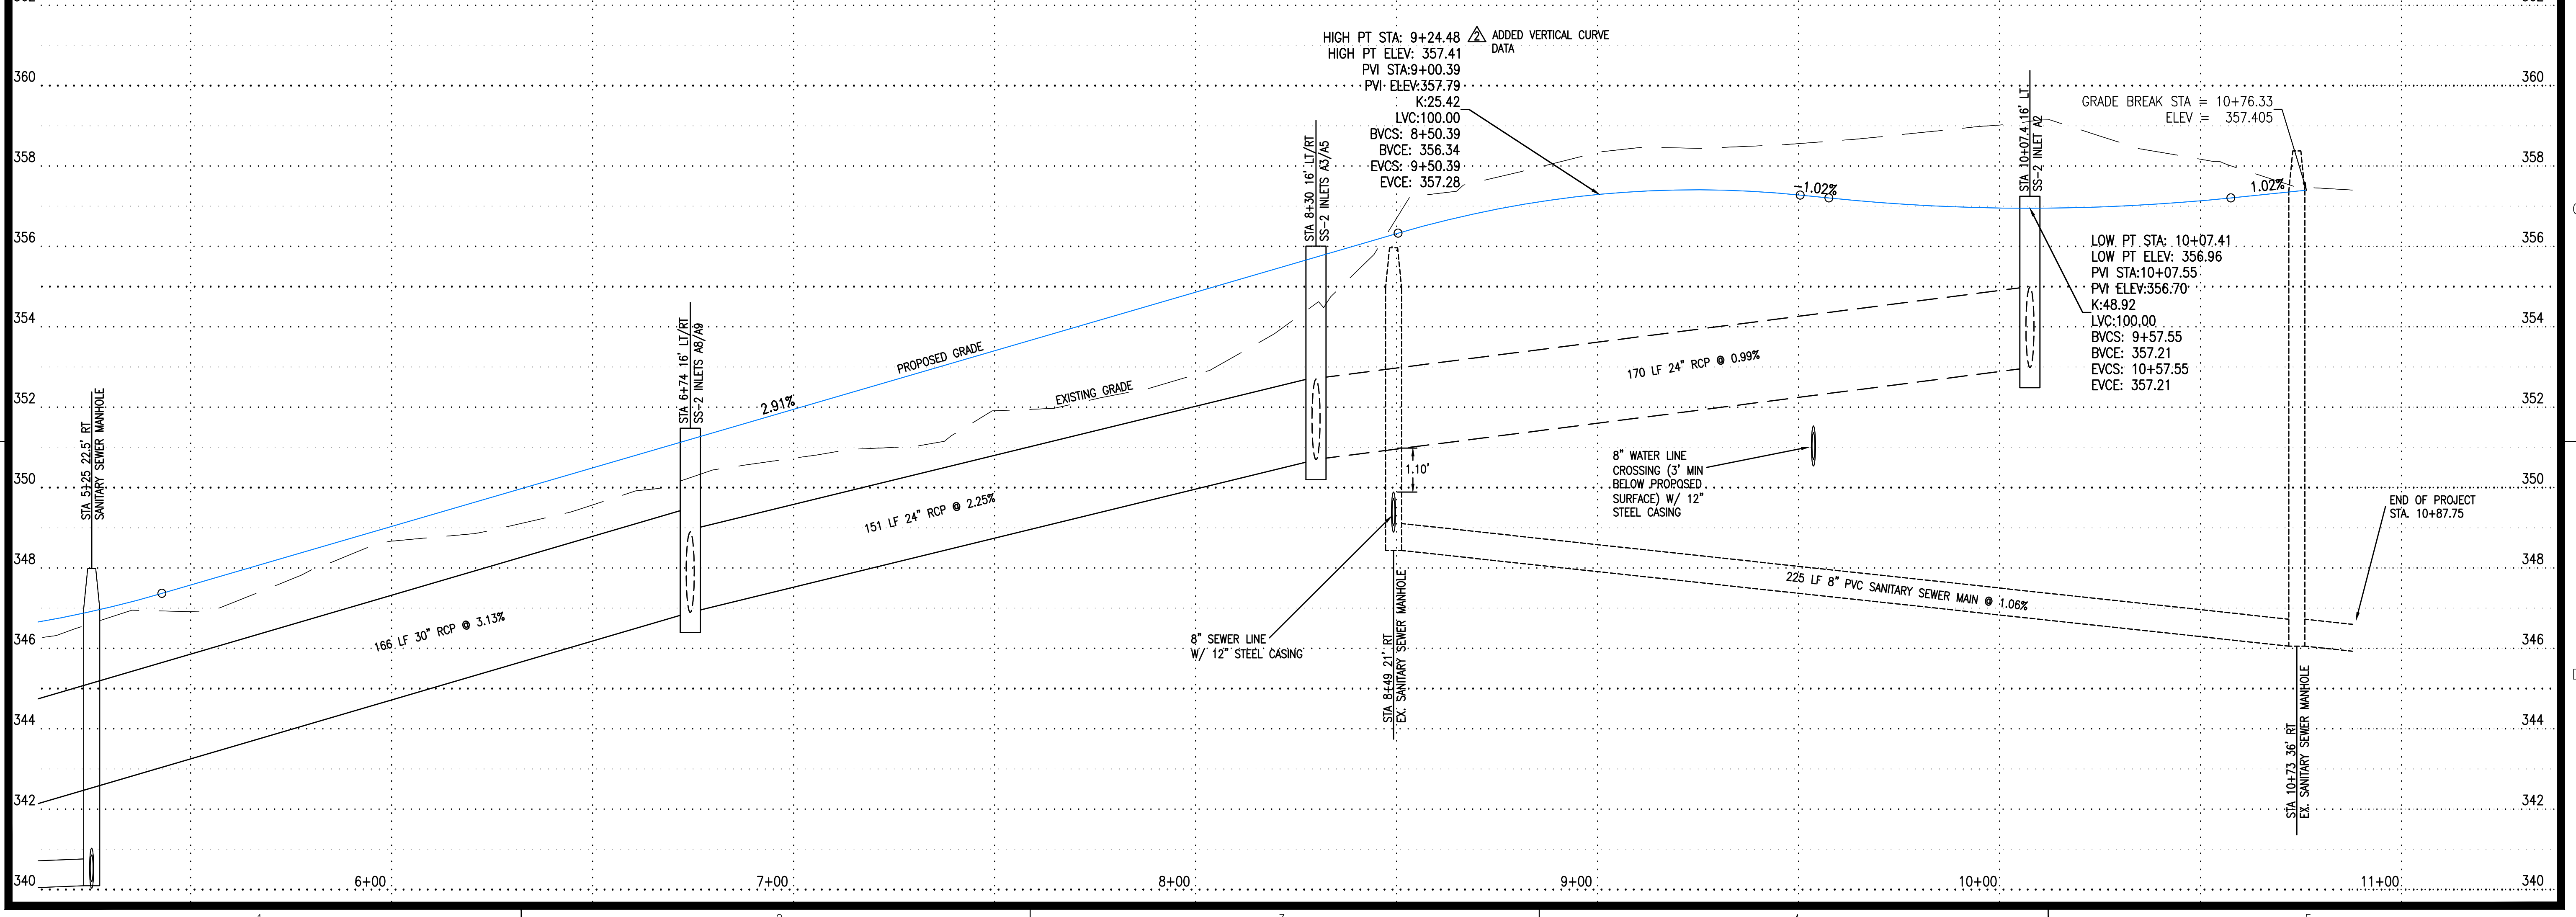 HIGH PT STA: 9+24.48
HIGH PT ELEV: 357.41
PVI STA:9+00.39
PVI ELEV:357.79
K:25.42
LVC:100.00
BVCS: 8+50.39
BVCE: 356.34
EVCS: 9+50.39
EVCE: 357.28
2
ADDED VERTICAL CURVE
DATA
GRADE BREAK STA = 10+76.33
ELEV = 357.405
360
358
356
354
352
350
348
346
344
342
340
360
358
356
354
352
350
348
346
344
342
340
STA 5+25 22.5' RT
SANITARY SEWER MANHOLE
STA 6+74 16' LT/RT
SS-2 INLETS A8/A9
STA 8+30 16' LT/RT
SS-2 INLETS A3/A5
STA 10+07.4 16' LT
SS-2 INLET A2
2.91%
PROPOSED GRADE
EXISTING GRADE
-1.02%
1.02%
LOW PT STA: 10+07.41
LOW PT ELEV: 356.96
PVI STA:10+07.55
PVI ELEV:356.70
K:48.92
LVC:100.00
BVCS: 9+57.55
BVCE: 357.21
EVCS: 10+57.55
EVCE: 357.21
166 LF 30" RCP @ 3.13%
151 LF 24" RCP @ 2.25%
170 LF 24" RCP @ 0.99%
1.10'
8" WATER LINE
CROSSING (3' MIN
BELOW PROPOSED
SURFACE) W/ 12"
STEEL CASING
END OF PROJECT
STA. 10+87.75
225 LF 8" PVC SANITARY SEWER MAIN @ 1.06%
8" SEWER LINE
W/ 12" STEEL CASING
STA 8+49 21' RT
EX. SANITARY SEWER MANHOLE
STA 10+73 36' RT
EX. SANITARY SEWER MANHOLE
6+00
7+00
8+00
9+00
10+00
11+00